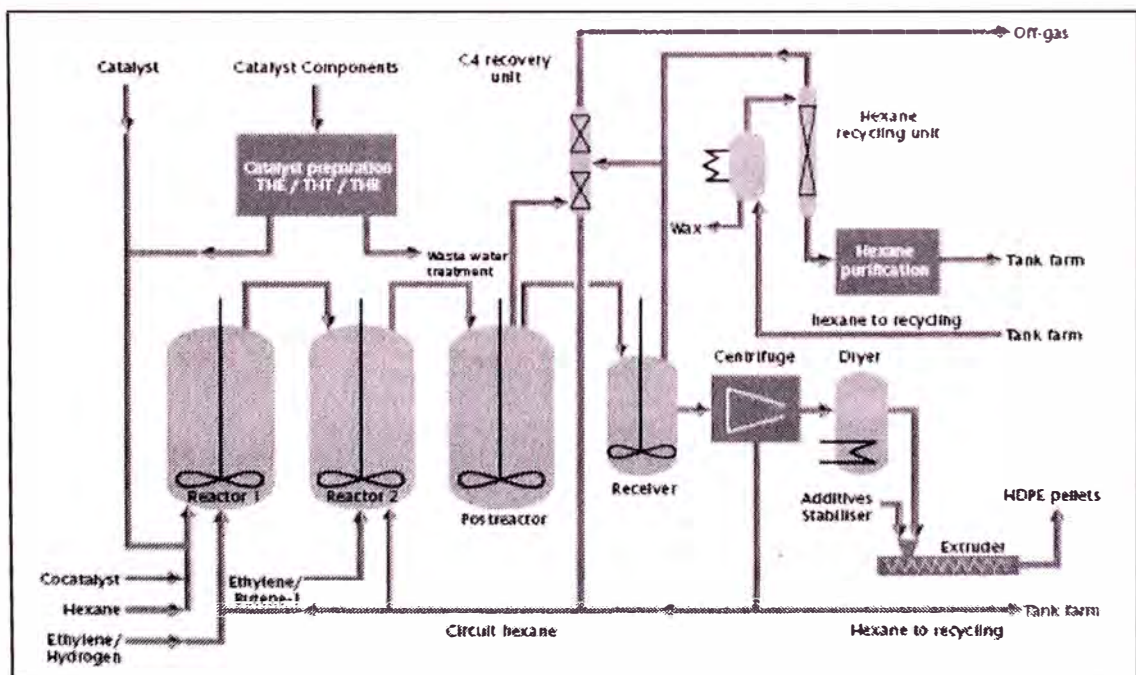 Off-gas
Catalyst
Catalyst Components
C4 recovery
unit
Hexane
recycling unit
Catalyst preparation
THE / THT / THB
Wax
Waste water
treatment
Hexane
purification
Tank farm
hexane to recycling
Tank farm
Centrifuge
Dryer
Reactor 1
Reactor 2
Postreactor
Receiver
Additives
Stabiliser
HDPE pellets
Extruder
Cocatalyst
Hexane
Ethylene/
Hydrogen
Ethylene/
Butene-1
Circuit hexane
Hexane to recycling
Tank farm